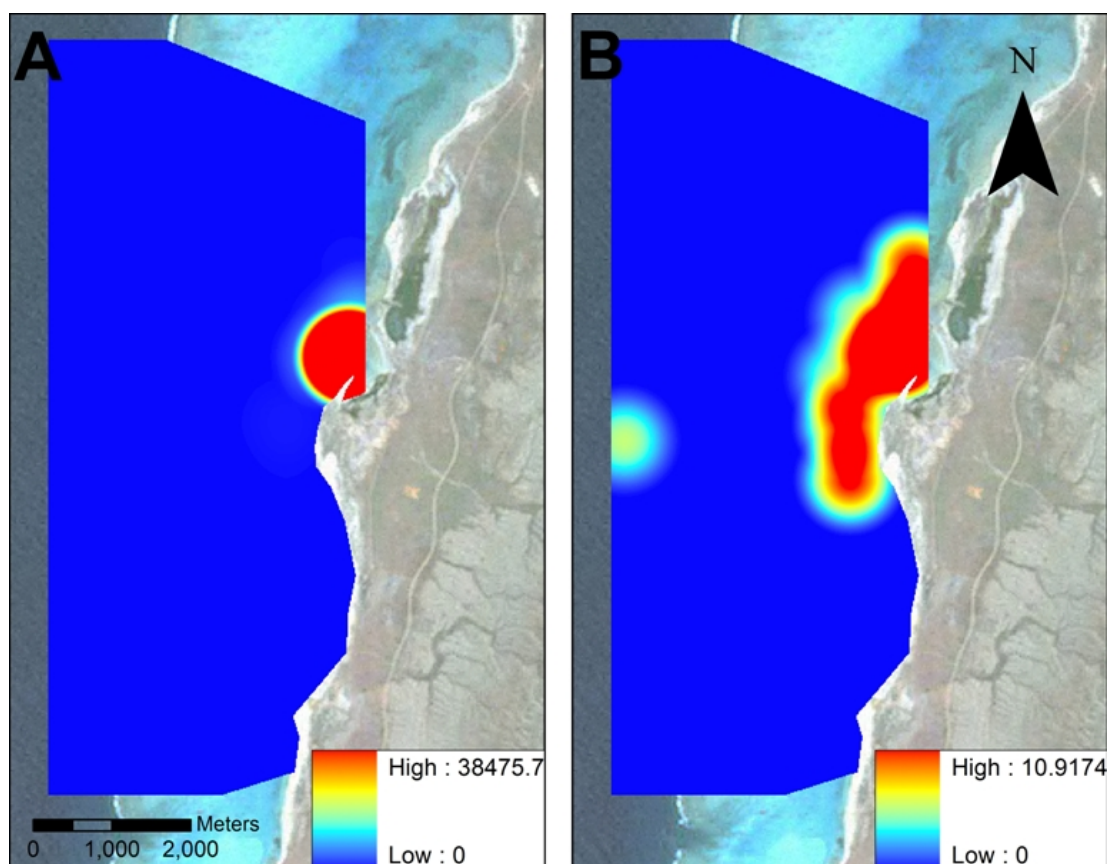 A
B
N
High : 38475.7
Low : 0
Meters
0 1,000 2,000
High : 10.9174
Low : 0